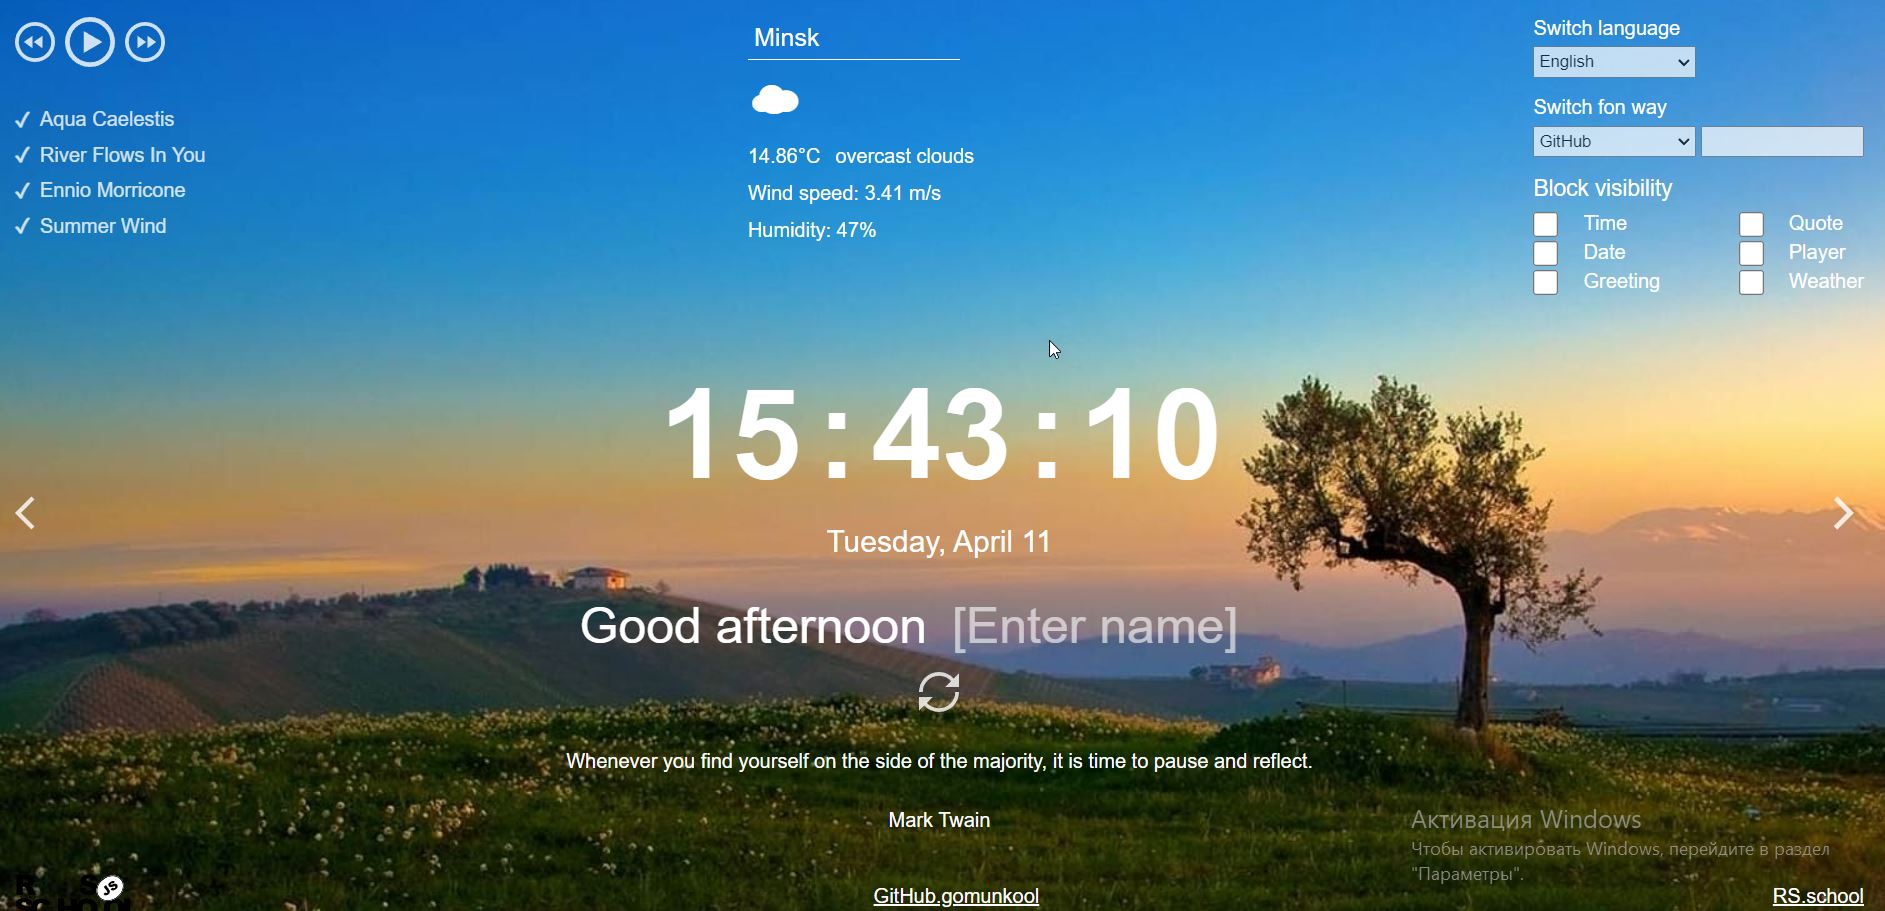 Aqua Caelestis
River Flows In You
Ennio Morricone
Summer Wind
Minsk
14.86°C overcast clouds
Wind speed: 3.41 m/s
Humidity: 47%
Switch language
English
Switch fon way
GitHub
Block visibility
Time Quote
Date Player
Greeting Weather
15:43:10
Tuesday, April 11
Good afternoon [Enter name]
Whenever you find yourself on the side of the majority, it is time to pause and reflect.
Mark Twain
Активация Windows
Чтобы активировать Windows, перейдите в раздел
"Параметры".
JS
GitHub.gomunkool
RS.school